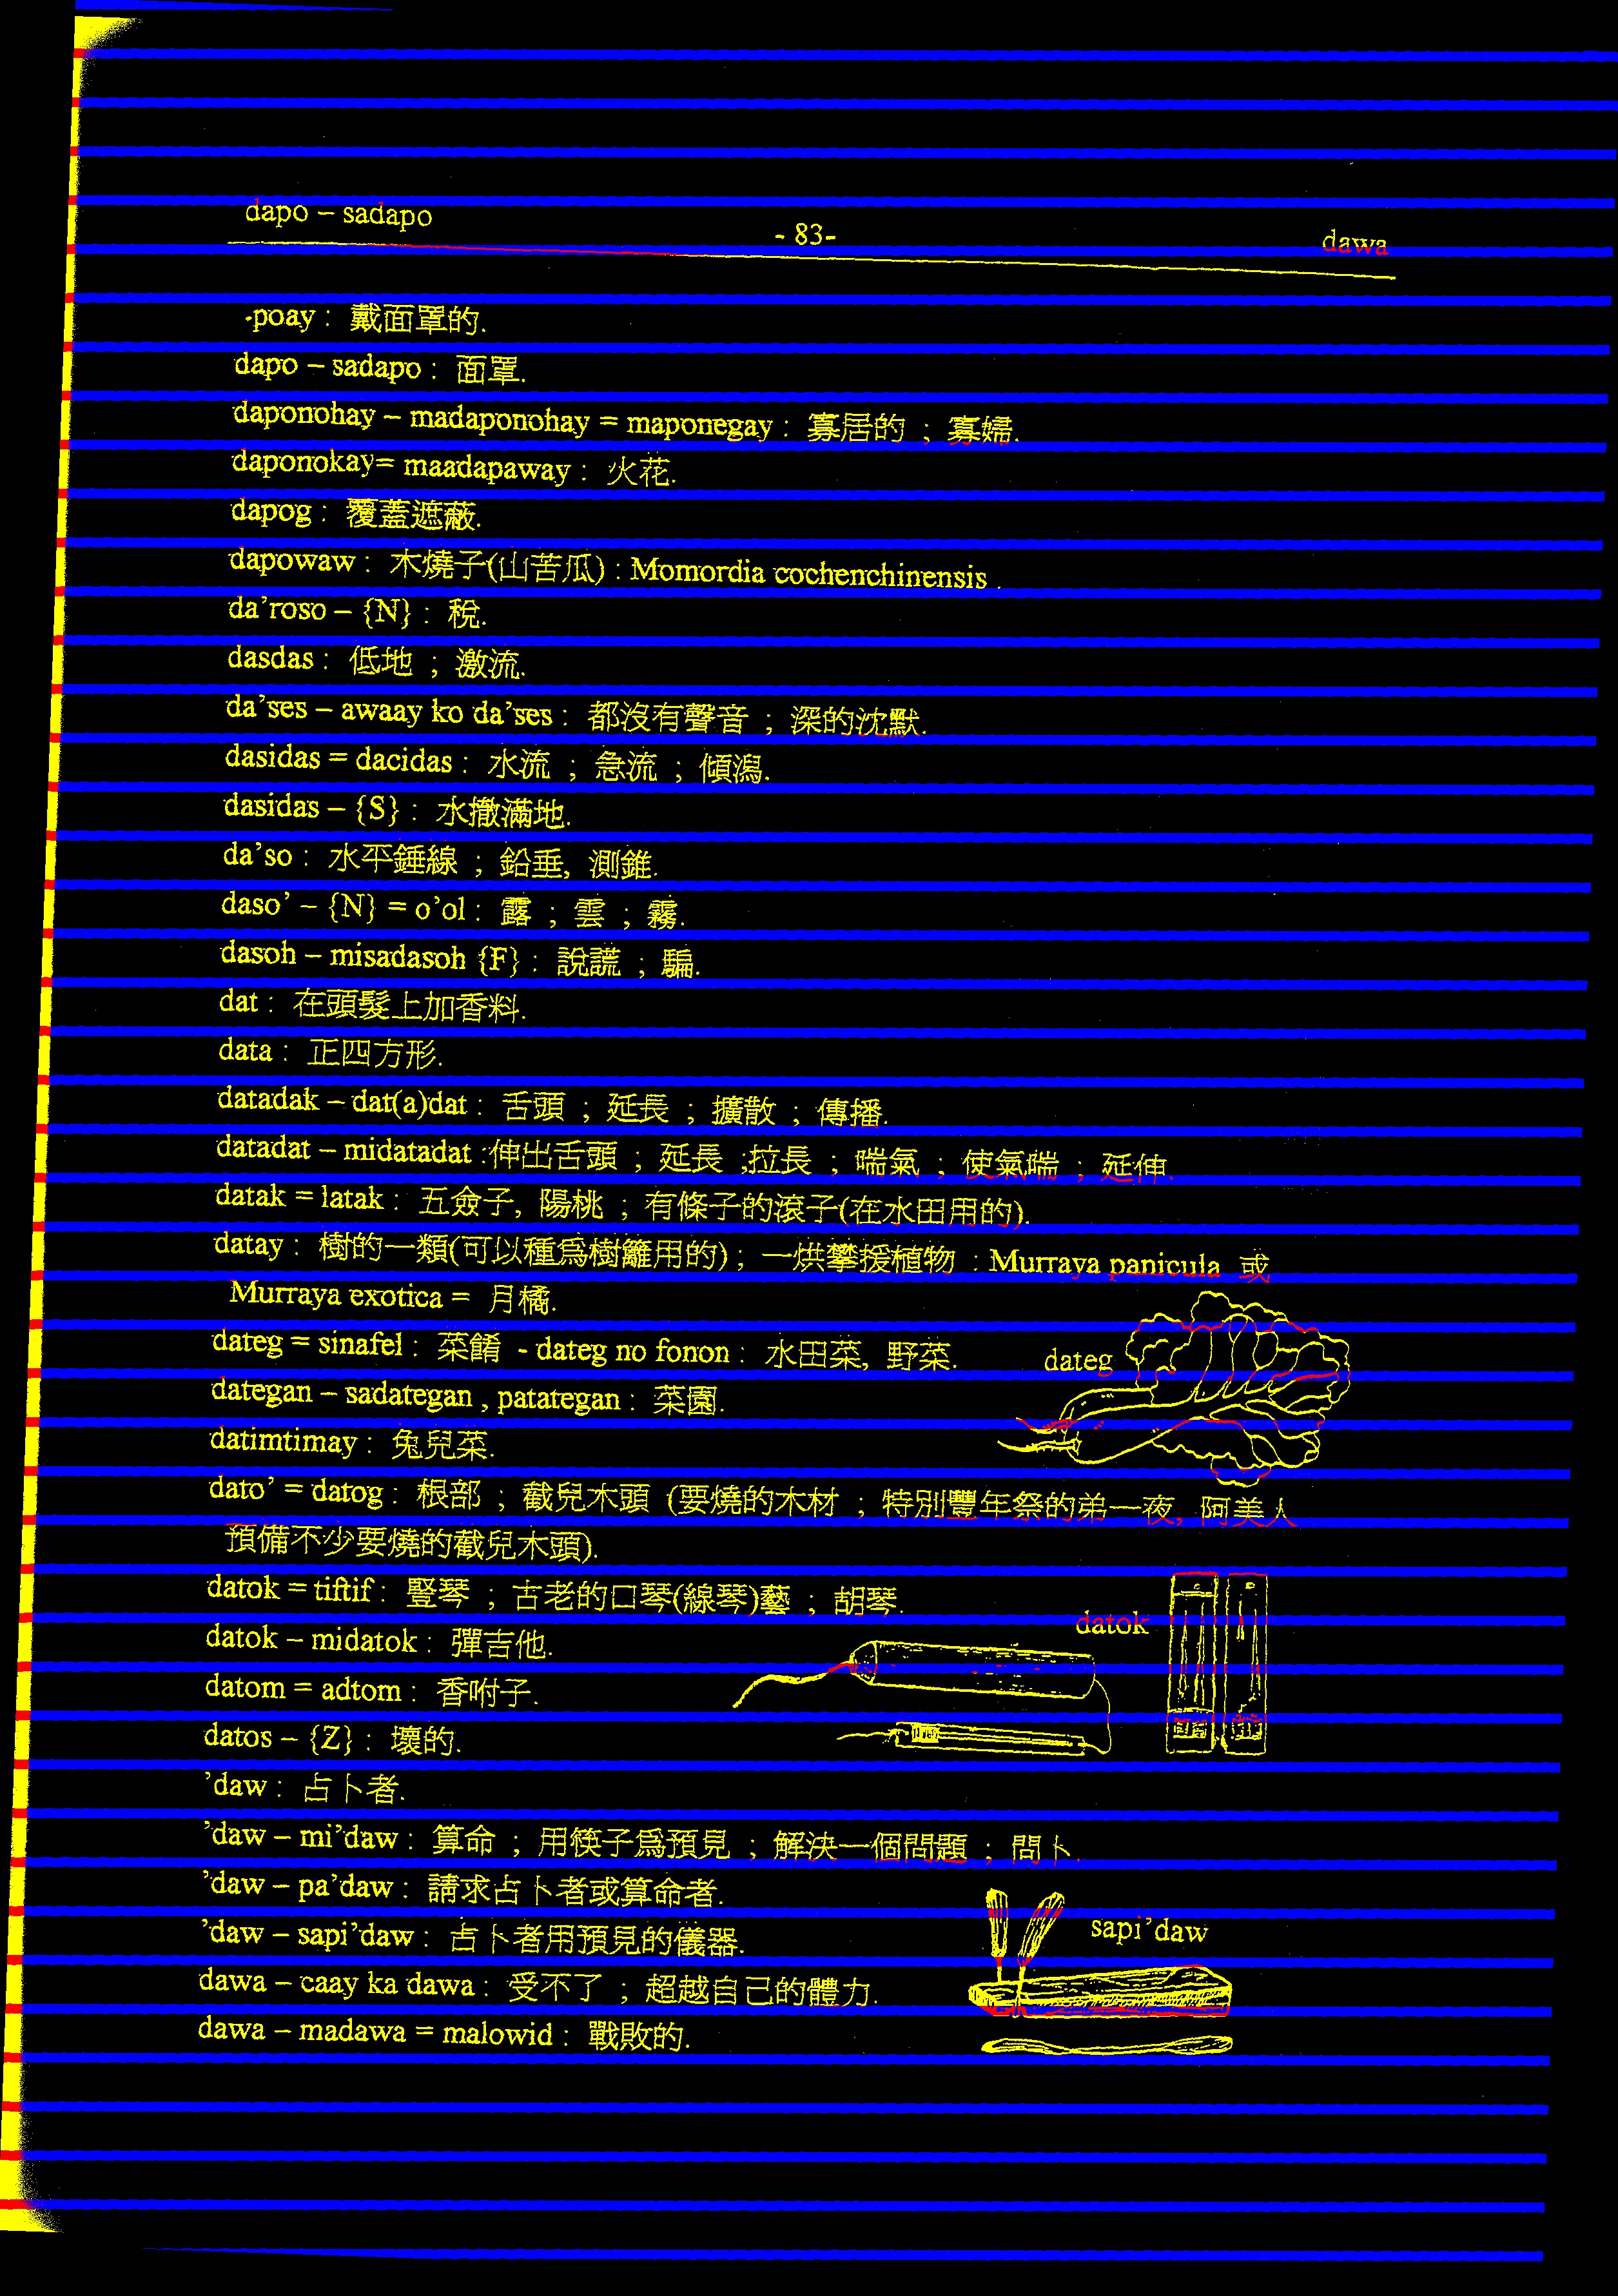 dapo – sadapo - 83- dawa
-poay : 戴面罩的.
dapo – sadapo : 面罩.
daponohay – madaponohay = maponegay : 寡居的 ; 寡婦.
daponokay= maadapaway : 火花.
dapog : 覆蓋遮蔽.
dapowaw : 木燒子(山苦瓜) : Momordia cochenchinensis .
da’roso – {N} : 稅.
dasdas : 低地 ; 激流.
da’ses – awaay ko da’ses : 都沒有聲音 ; 深的沈默.
dasidas = dacidas : 水流 ; 急流 ; 傾瀉.
dasidas – {S} : 水撤滿地.
da’so : 水平錘線 ; 鉛垂, 測錐.
daso’ – {N} = o’ol : 露 ; 雲 ; 霧.
dasoh – misadasoh {F} : 說謊 ; 騙.
dat : 在頭髮上加香料.
data : 正四方形.
datadak – dat(a)dat : 舌頭 ; 延長 ; 擴散 ; 傳播.
datadat – midatadat :伸出舌頭 ; 延長 ;拉長 ; 喘氣 ; 使氣喘 ; 延伸.
datak = latak : 五僉子, 陽桃 ; 有條子的滾子(在水田用的).
datay : 樹的一類(可以種為樹籬用的) ; 一烘攀援植物 : Murraya panicula 或
Murraya exotica = 月橘.
dateg = sinafel : 菜餚 - dateg no fonon : 水田菜, 野菜.
dateg
dategan – sadategan , patategan : 菜園.
datimtimay : 兔兒菜.
dato’ = datog : 根部 ; 截兒木頭 (要燒的木材 ; 特別豐年祭的弟一夜, 阿美人
預備不少要燒的截兒木頭).
datok = tiftif : 豎琴 ; 古老的口琴(線琴)藝 ; 胡琴.
datok
datok – midatok : 彈吉他.
datom = adtom : 香咐子.
datos – {Z} : 壞的.
’daw : 占卜者.
’daw – mi’daw : 算命 ; 用筷子為預見 ; 解決一個問題 ; 問卜.
’daw – pa’daw : 請求占卜者或算命者.
’daw – sapi’daw : 占卜者用預見的儀器.
sapi’daw
dawa – caay ka dawa : 受不了 ; 超越自己的體力.
dawa – madawa = malowid : 戰敗的.